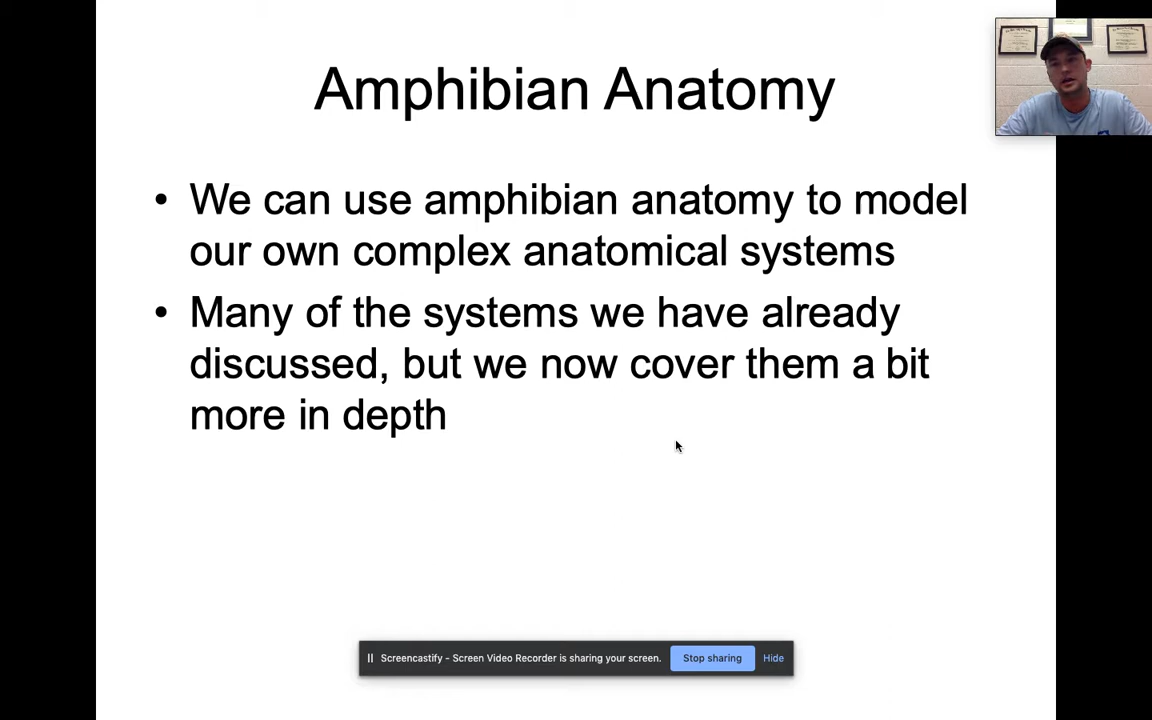 Amphibian Anatomy
• We can use amphibian anatomy to model
our own complex anatomical systems
• Many of the systems we have already
discussed, but we now cover them a bit
more in depth
Screencastify - Screen Video Recorder is sharing your screen.
Stop sharing
Hide